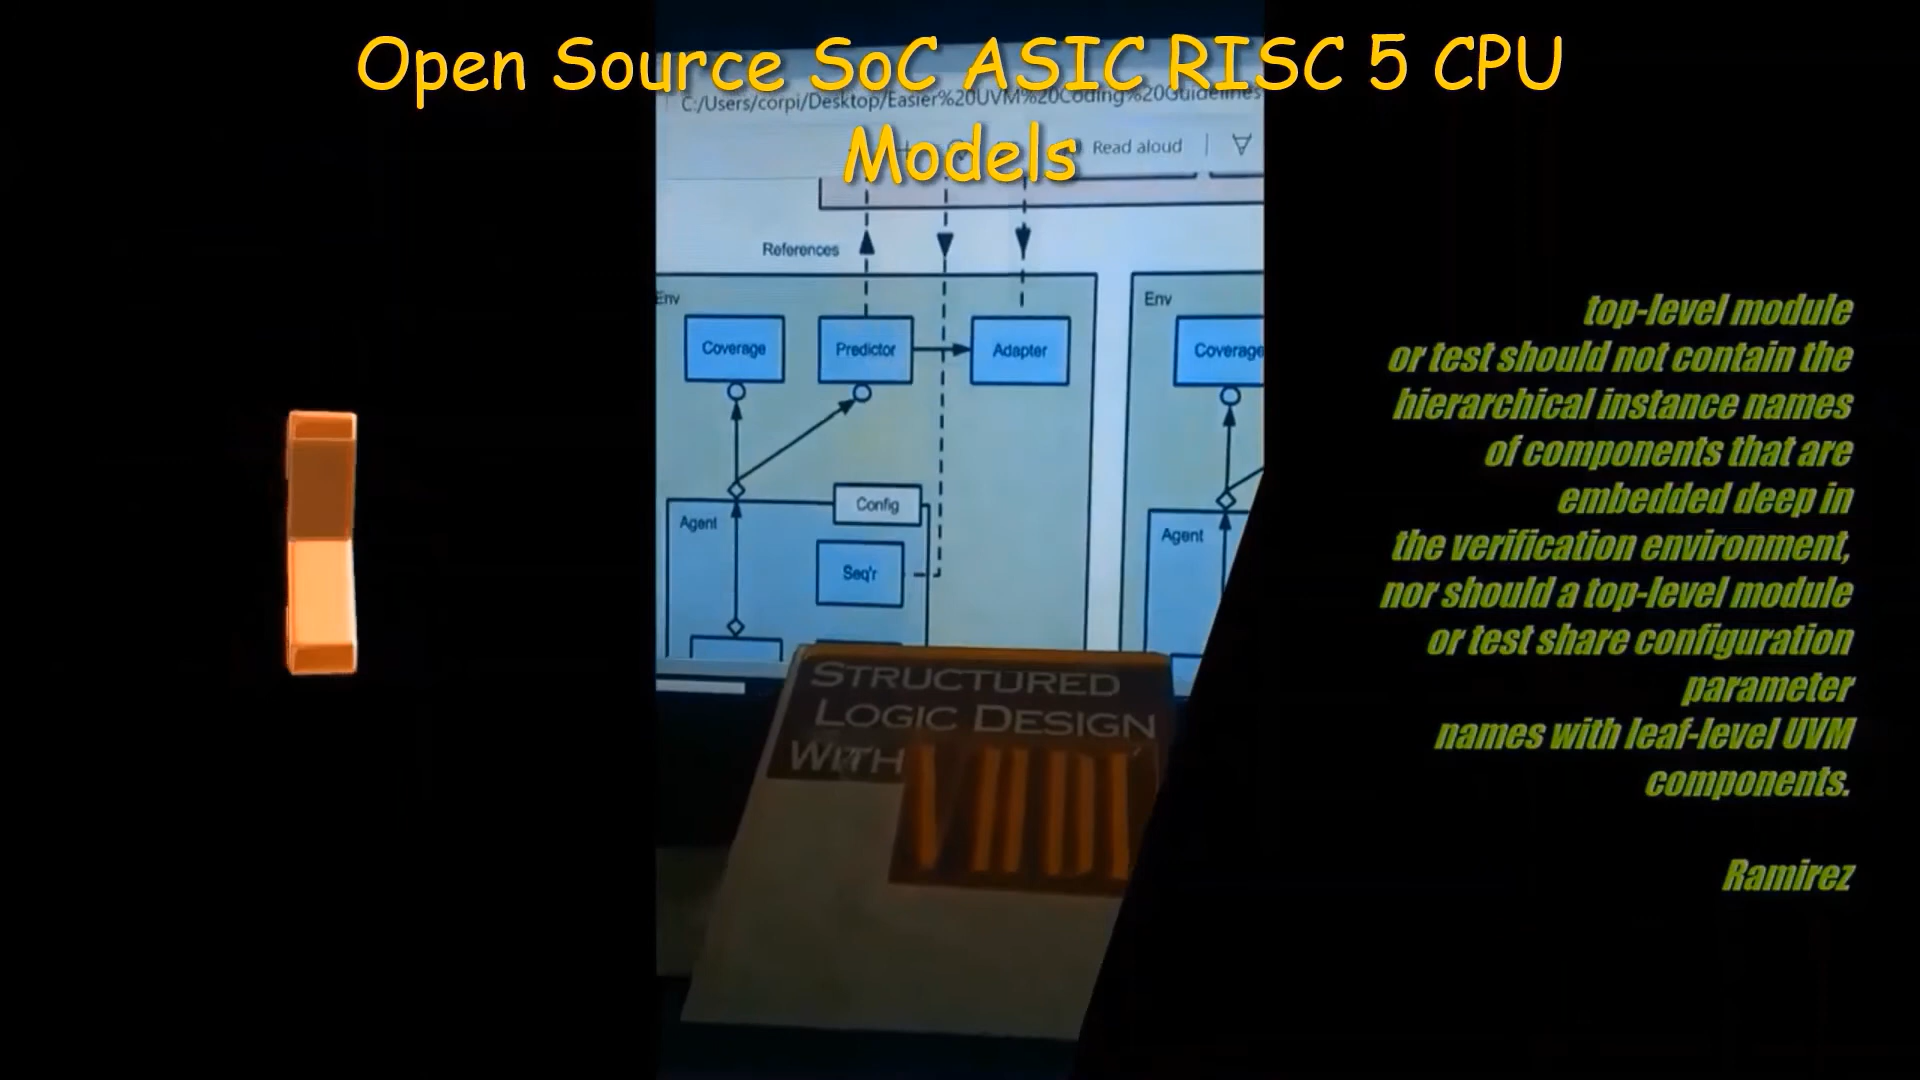 Open Source SoC ASIC RISC 5 CPU
Models
C:/Users/corpi/Desktop/Easier%20UVM%20Coding%20Guidelines
Read aloud
References
Env
Env
Coverage
Predictor
Adapter
Coverage
Config
Agent
Agent
Seq'r
STRUCTURED
LOGIC DESIGN
WITH
VHDL
top-level module
or test should not contain the
hierarchical instance names
of components that are
embedded deep in
the verification environment,
nor should a top-level module
or test share configuration
parameter
names with leaf-level UVM
components.
Ramirez